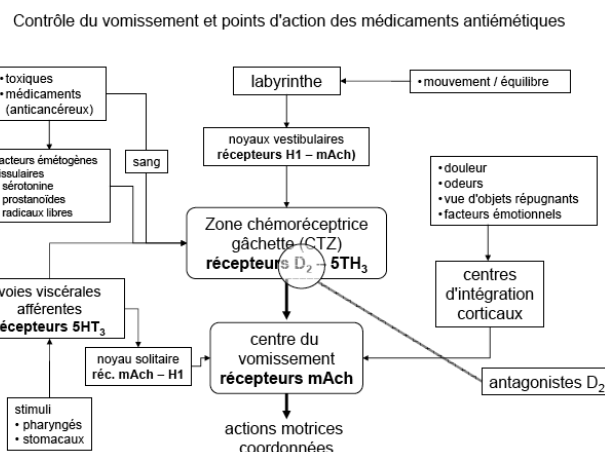 Contrôle du vomissement et points d'action des médicaments antiémétiques
• toxiques
• médicaments
(anticancéreux)
labyrinthe
• mouvement / équilibre
noyaux vestibulaires
récepteurs H1 – mAch)
sang
acteurs émétogènes
issulaires
sérotonine
prostanoïdes
radicaux libres
• douleur
• odeurs
• vue d'objets répugnants
• facteurs émotionnels
Zone chémoréceptrice
gâchette (CTZ)
récepteurs D2 – 5TH3
centres
d'intégration
corticaux
voies viscérales
afférentes
récepteurs 5HT3
noyau solitaire
réc. mAch – H1
centre du
vomissement
récepteurs mAch
antagonistes D2
stimuli
• pharyngés
• stomacaux
actions motrices
coordonnées